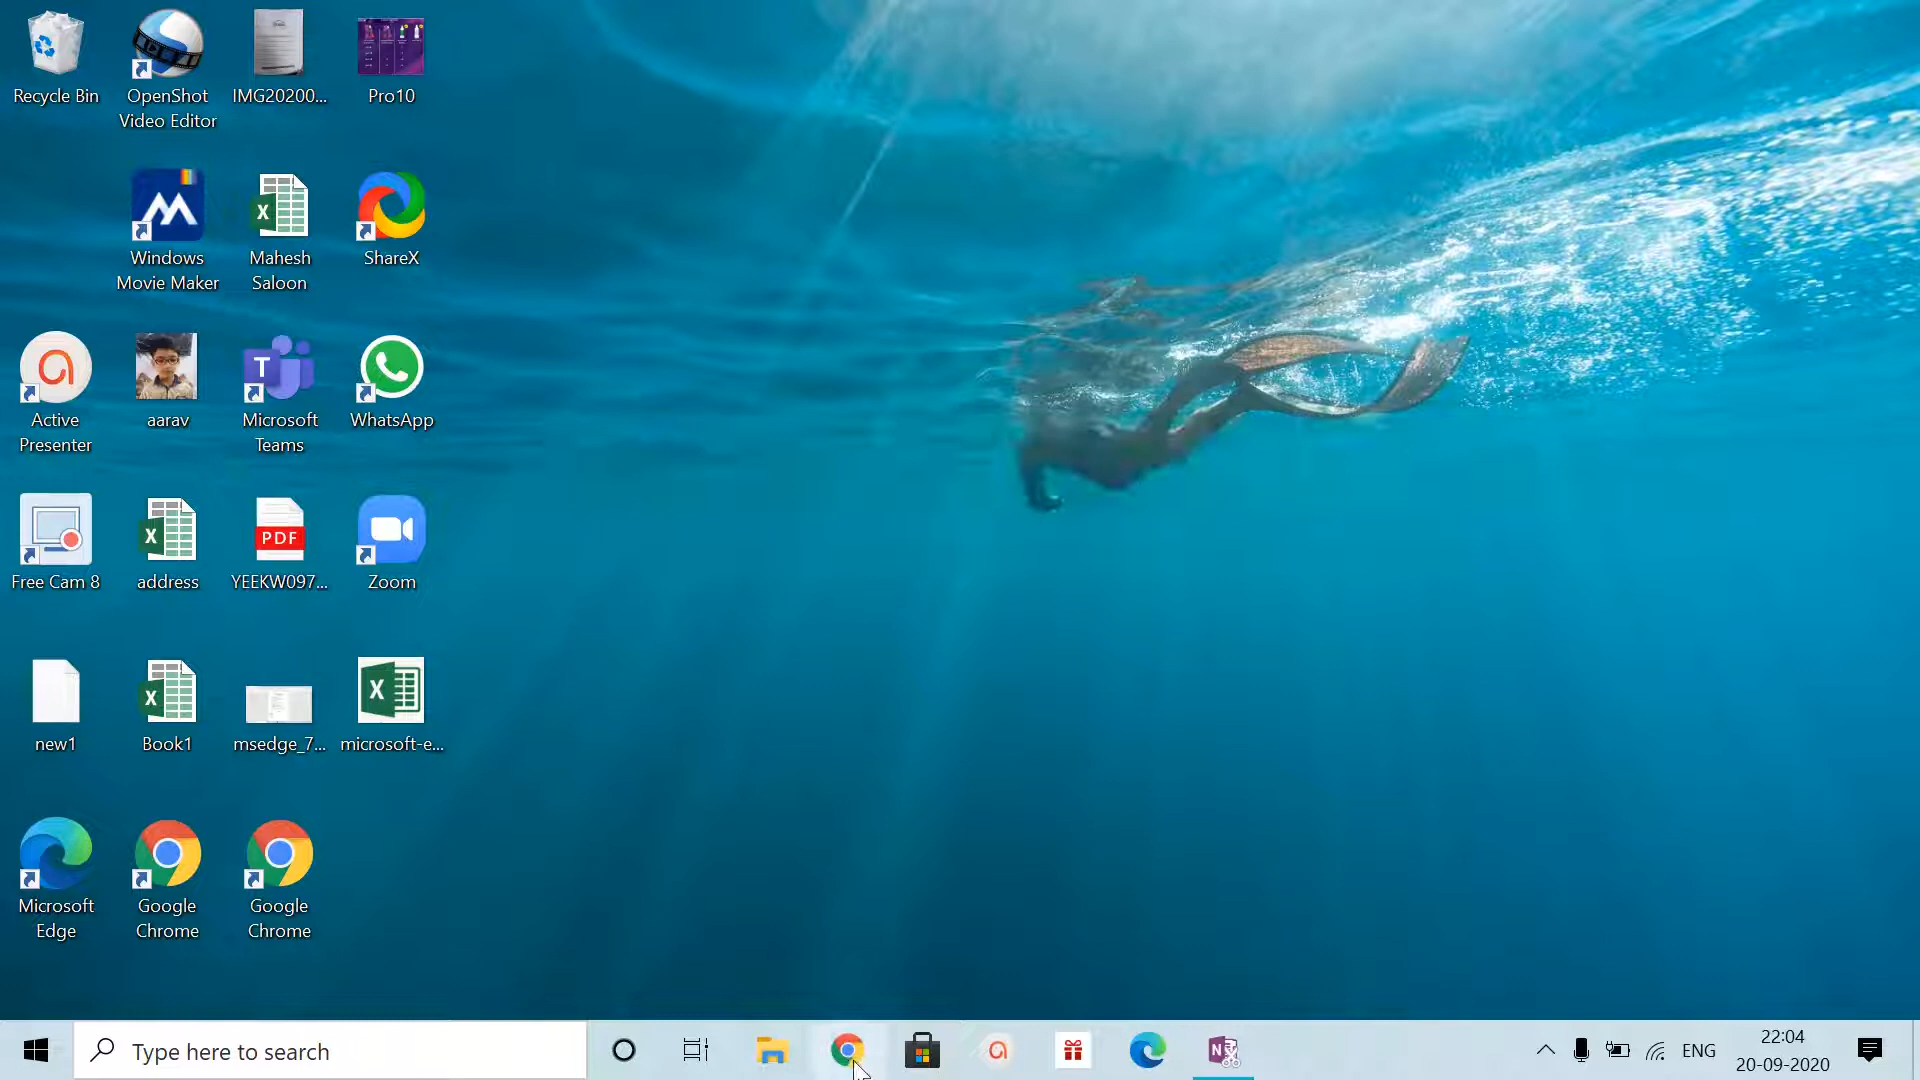 Recycle Bin
OpenShot
Video Editor
IMG20200...
Pro10
Windows
Movie Maker
Mahesh
Saloon
ShareX
Active
Presenter
aarav
Microsoft
Teams
WhatsApp
Free Cam 8
address
PDF
YEEKW097...
Zoom
new1
Book1
msedge_7...
microsoft-e...
Microsoft
Edge
Google
Chrome
Google
Chrome
Type here to search
ENG
22:04
20-09-2020